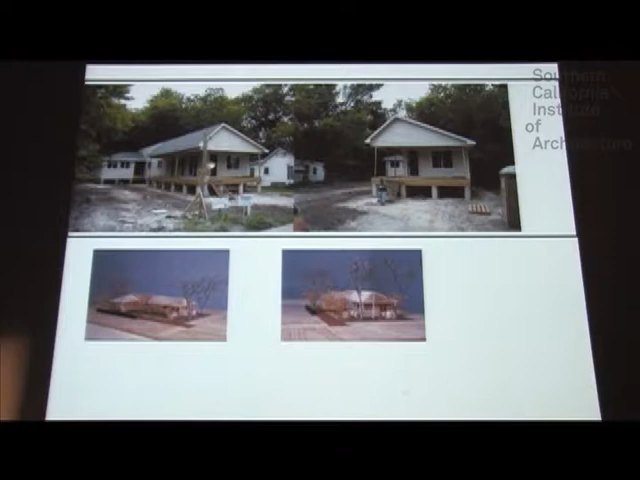 Southern
California
Institute
of
Architecture